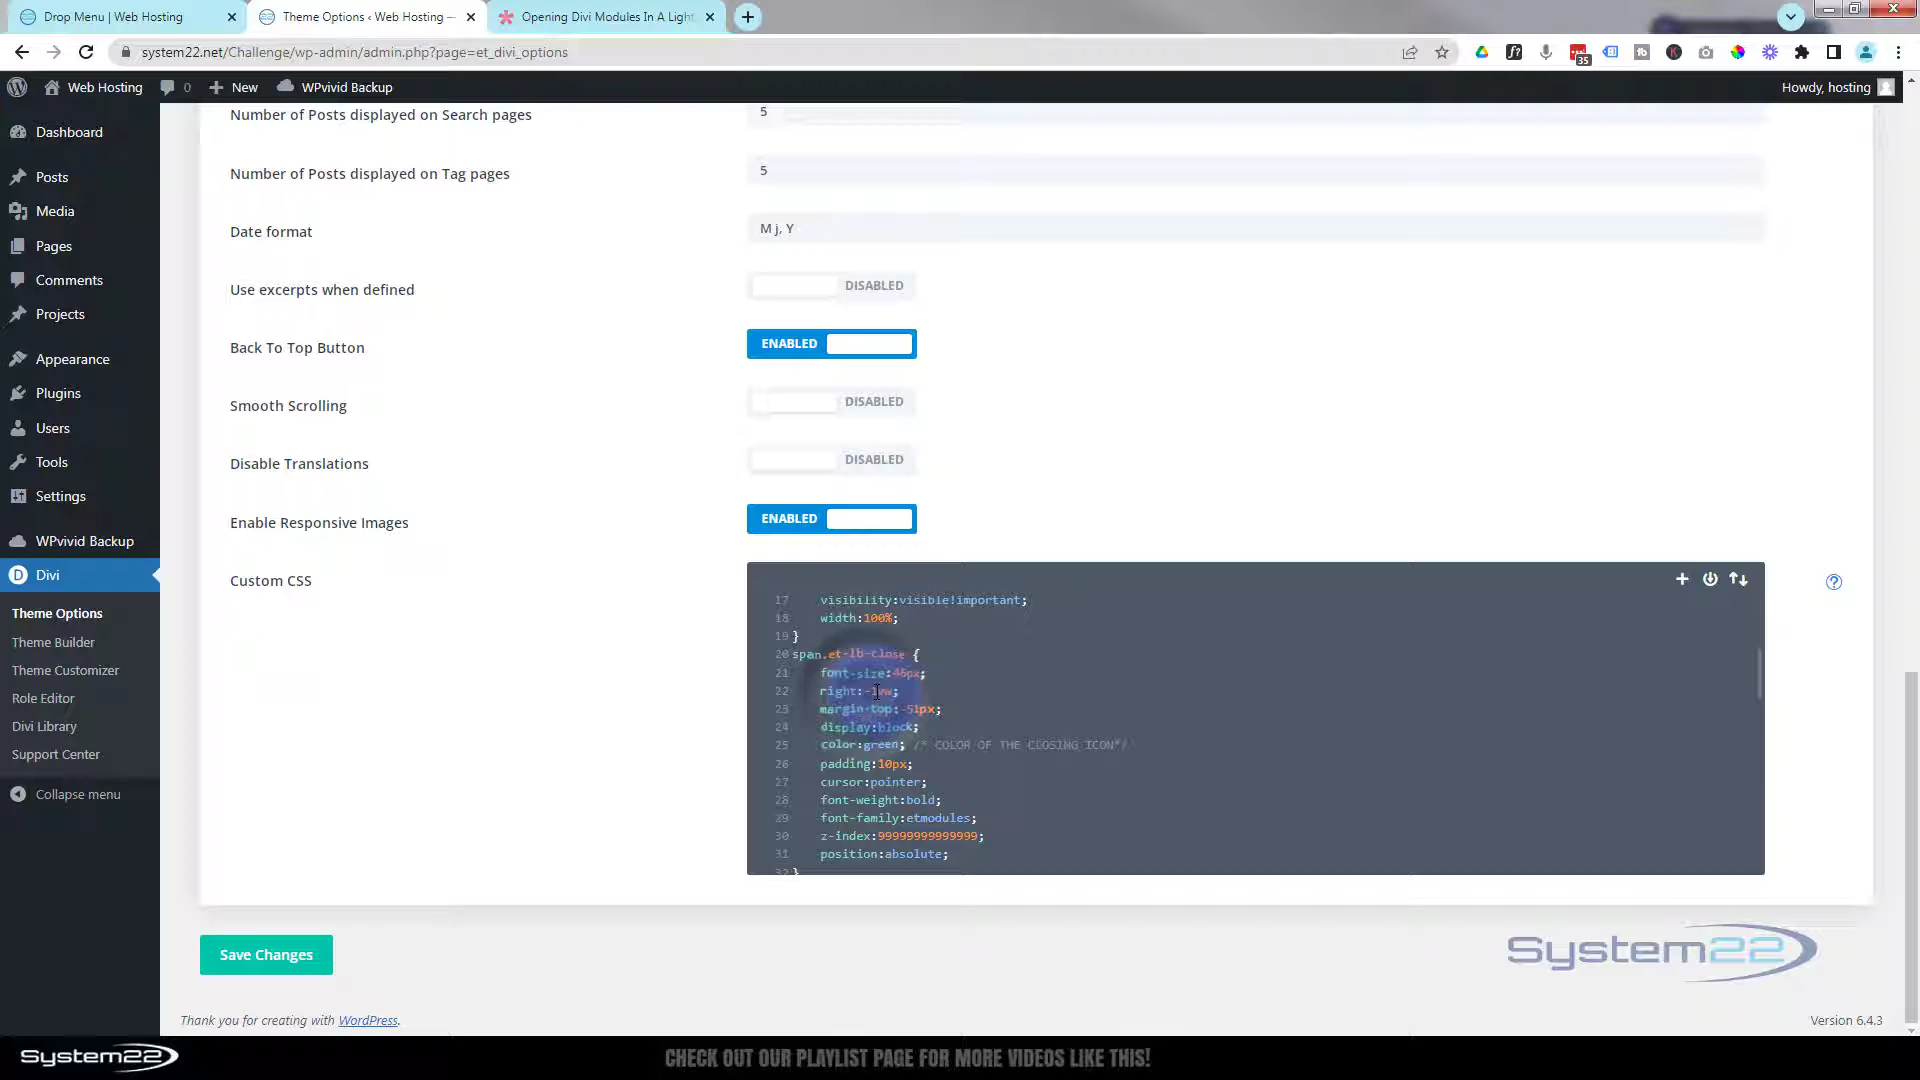 Drop Menu | Web Hosting
Theme Options ‹ Web Hosting —
Opening Divi Modules In A Light
system22.net/Challenge/wp-admin/admin.php?page=et_divi_options
35
Web Hosting
0
New
WPvivid Backup
Howdy, hosting
Dashboard
Posts
Media
Pages
Comments
Projects
Appearance
Plugins
Users
Tools
Settings
WPvivid Backup
Divi
Theme Options
Theme Builder
Theme Customizer
Role Editor
Divi Library
Support Center
Collapse menu
Number of Posts displayed on Search pages
5
Number of Posts displayed on Tag pages
5
Date format
M j, Y
Use excerpts when defined
DISABLED
Back To Top Button
ENABLED
Smooth Scrolling
DISABLED
Disable Translations
DISABLED
Enable Responsive Images
ENABLED
Custom CSS
17 visibility:visible!important;
18 width:100%;
19 }
20 span.et-lb-close {
21 font-size:46px;
22 right:-1vw;
23 margin-top:-51px;
24 display:block;
25 color:green; /* COLOR OF THE CLOSING ICON*/
26 padding:10px;
27 cursor:pointer;
28 font-weight:bold;
29 font-family:etmodules;
30 z-index:99999999999999;
31 position:absolute;
32 }
Save Changes
System22
Thank you for creating with WordPress.
Version 6.4.3
System22
CHECK OUT OUR PLAYLIST PAGE FOR MORE VIDEOS LIKE THIS!